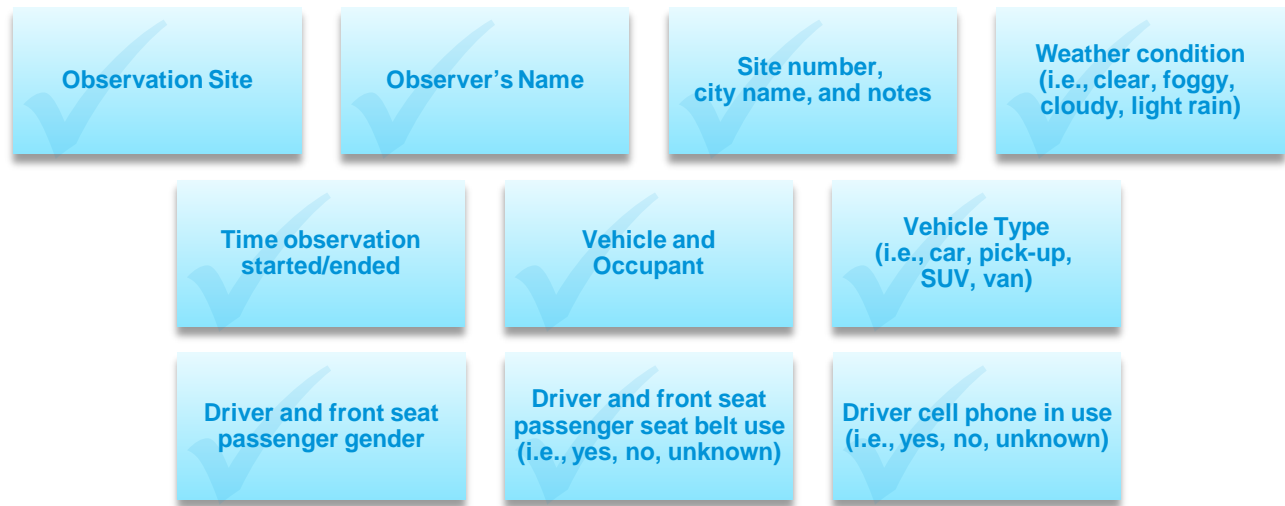 Observation Site
Observer’s Name
Site number,
city name, and notes
Weather condition
(i.e., clear, foggy,
cloudy, light rain)
Time observation
started/ended
Vehicle and
Occupant
Vehicle Type
(i.e., car, pick-up,
SUV, van)
Driver and front seat
passenger gender
Driver and front seat
passenger seat belt use
(i.e., yes, no, unknown)
Driver cell phone in use
(i.e., yes, no, unknown)